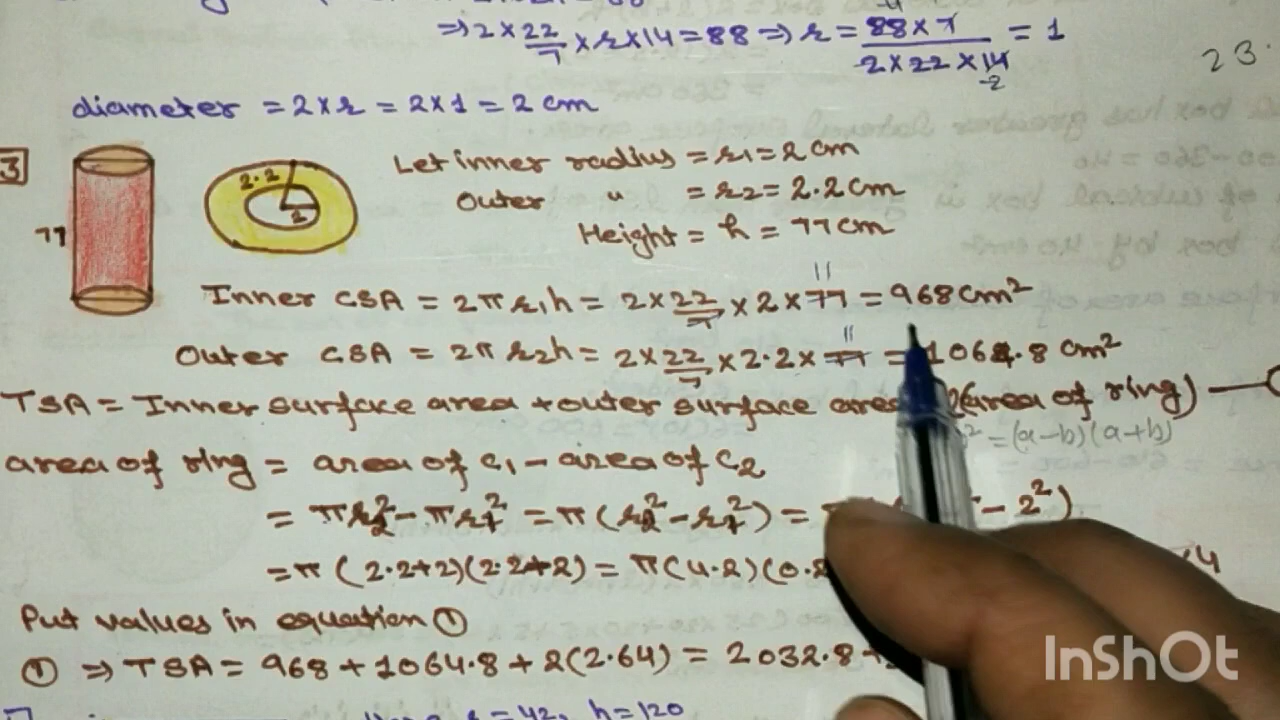 ⇒ 2 × 22/7 × r × 14 = 88 ⇒ r = 88 × 7 / 2 × 22 × 14 = 1
23.
diameter = 2 × r = 2 × 1 = 2 cm
3
77
2.2
2
Let inner radius = r1 = 2 cm
Outer " = r2 = 2.2 cm
Height = h = 77 cm
Inner CSA = 2πr1h = 2 × 22/7 × 2 × 77 = 968 cm²
11
Outer CSA = 2πr2h = 2 × 22/7 × 2.2 × 77 = 1064.8 cm²
11
TSA = Inner surface area + outer surface area 2(area of ring)
² = (a-b)(a+b)
area of ring = area of c1 - area of c2
= πr2² - πr1² = π(r2² - r1²) = - 2²)
= π(2.2+2)(2.2-2) = π(4.2)(0.2
Put values in equation ①
① ⇒ TSA = 968 + 1064.8 + 2(2.64) = 2032.8 +
r = 42, h = 120
InShOt